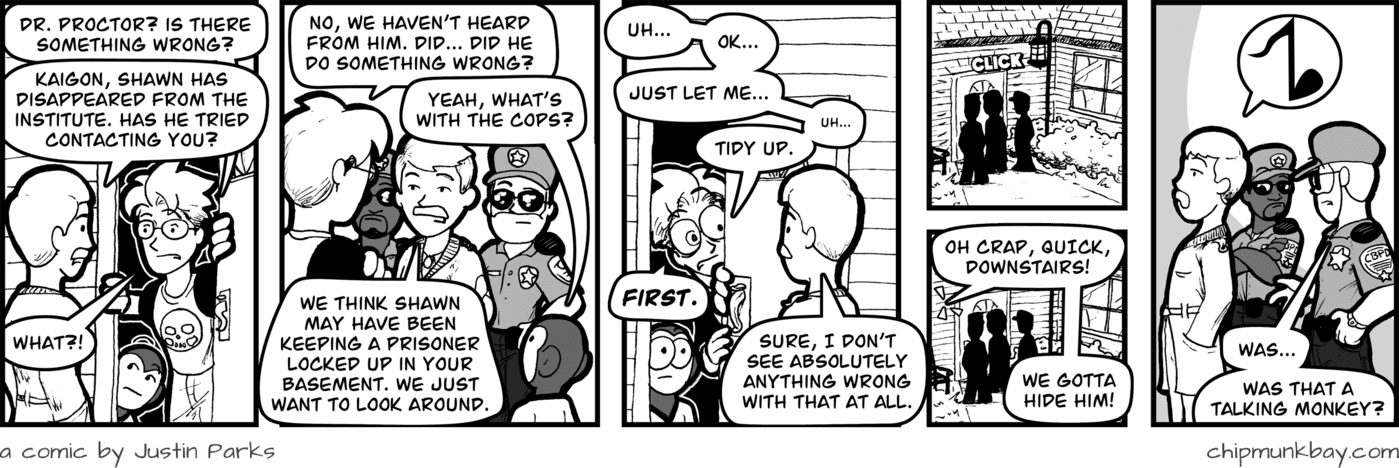 DR. PROCTOR? IS THERE
SOMETHING WRONG?
KAIGON, SHAWN HAS
DISAPPEARED FROM THE
INSTITUTE. HAS HE TRIED
CONTACTING YOU?
WHAT?!
NO, WE HAVEN'T HEARD
FROM HIM. DID... DID HE
DO SOMETHING WRONG?
YEAH, WHAT'S
WITH THE COPS?
WE THINK SHAWN
MAY HAVE BEEN
KEEPING A PRISONER
LOCKED UP IN YOUR
BASEMENT. WE JUST
WANT TO LOOK AROUND.
UH...
OK...
JUST LET ME...
UH...
TIDY UP.
FIRST.
SURE, I DON'T
SEE ABSOLUTELY
ANYTHING WRONG
WITH THAT AT ALL.
CLICK
OH CRAP, QUICK,
DOWNSTAIRS!
WE GOTTA
HIDE HIM!
CBPD
WAS...
WAS THAT A
TALKING MONKEY?
a comic by Justin Parks
chipmunkbay.com